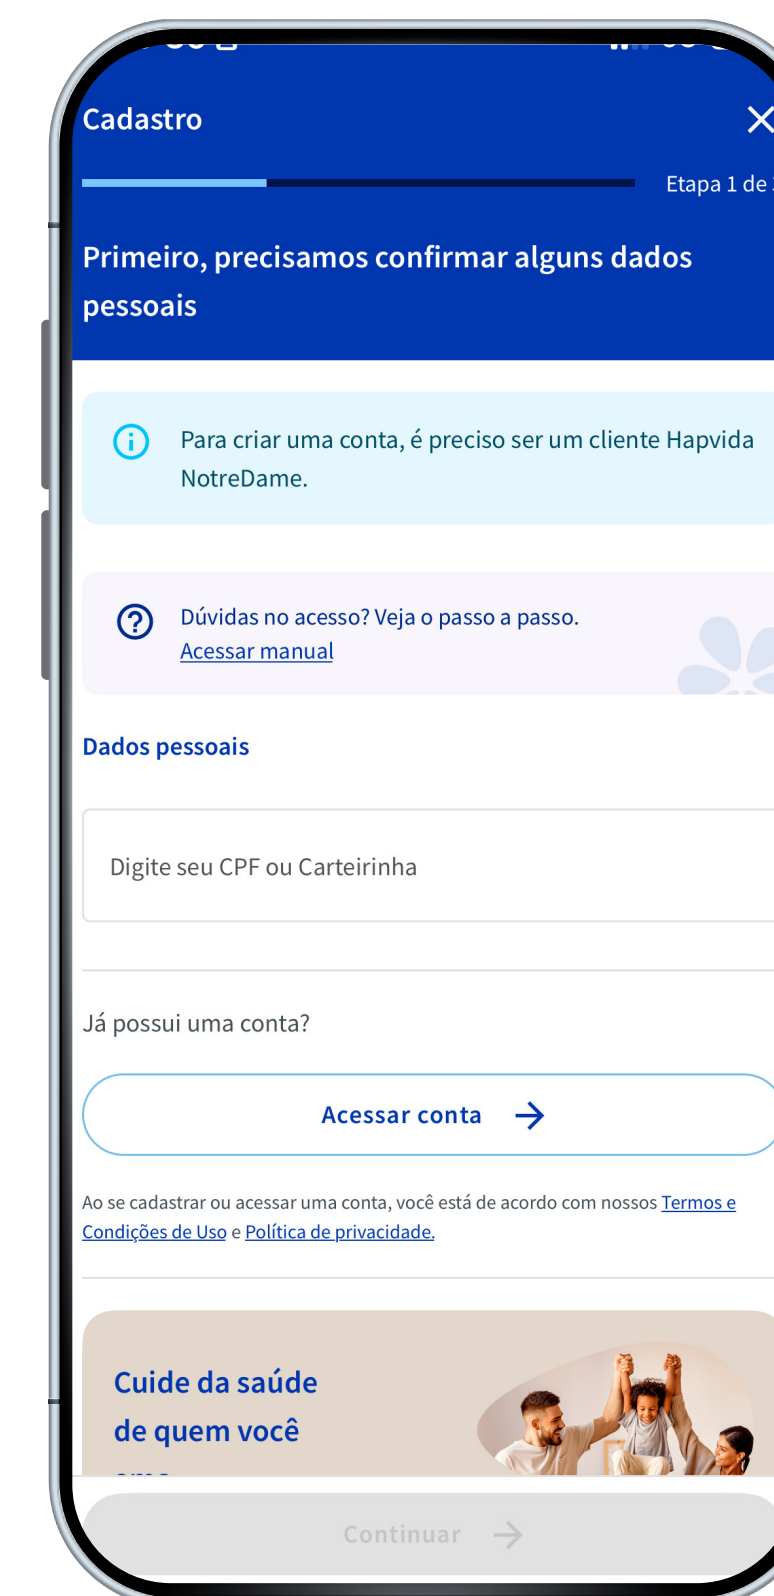 Cadastro
Etapa 1 de
Primeiro, precisamos confirmar alguns dados
pessoais
Para criar uma conta, é preciso ser um cliente Hapvida
NotreDame.
Dúvidas no acesso? Veja o passo a passo.
Acessar manual
Dados pessoais
Digite seu CPF ou Carteirinha
Já possui uma conta?
Acessar conta
Ao se cadastrar ou acessar uma conta, você está de acordo com nossos Termos e
Condições de Uso e Política de privacidade.
Cuide da saúde
de quem você
Continuar